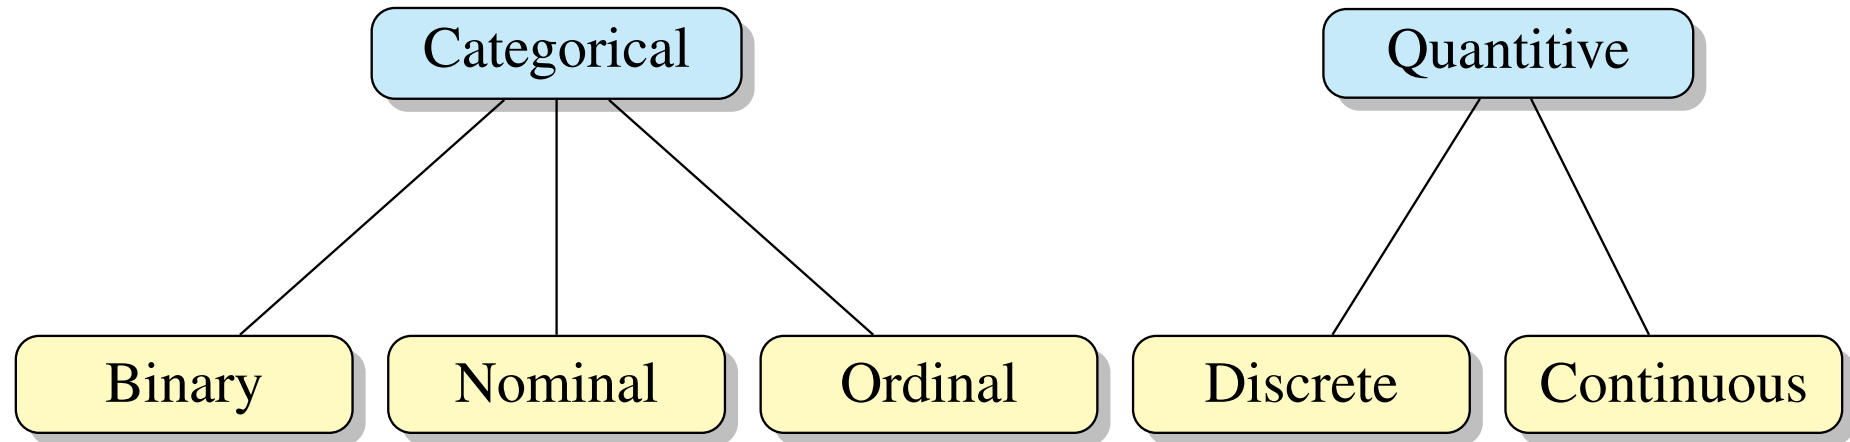 Categorical
Quantitive
Binary
Nominal
Ordinal
Discrete
Continuous